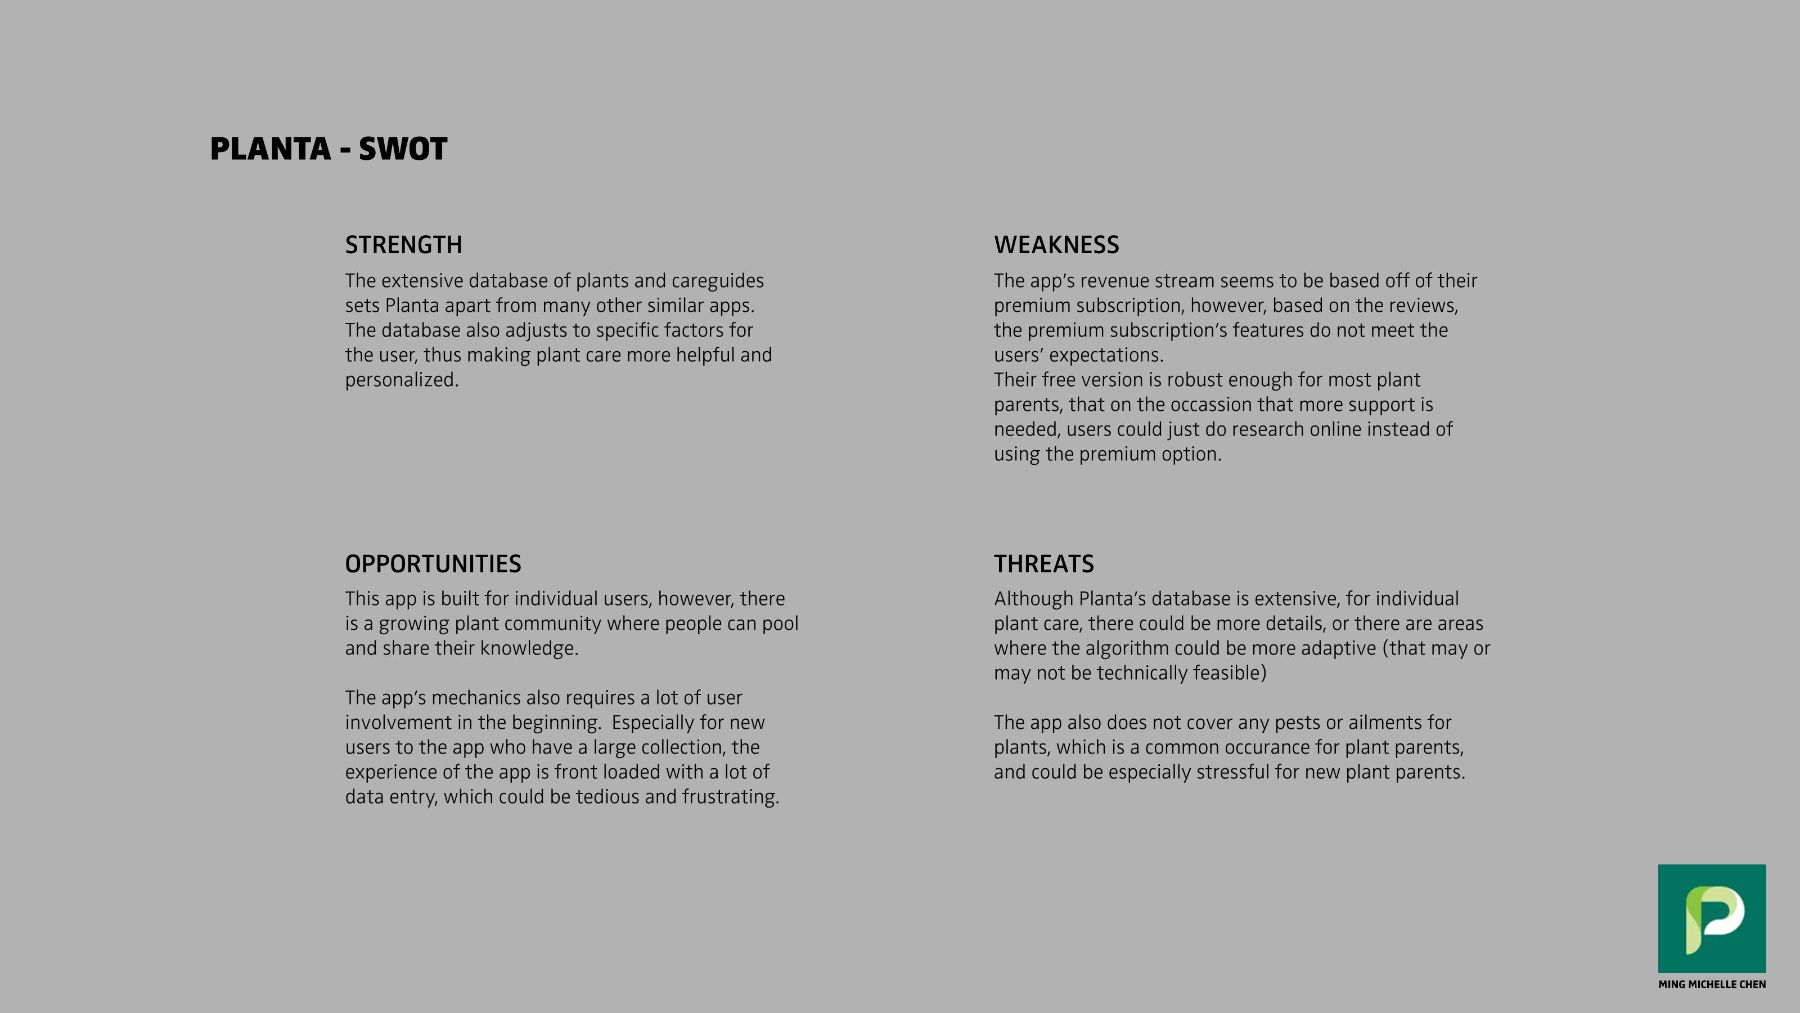 PLANTA - SWOT
STRENGTH
The extensive database of plants and careguides
sets Planta apart from many other similar apps.
The database also adjusts to specific factors for
the user, thus making plant care more helpful and
personalized.
WEAKNESS
The app's revenue stream seems to be based off of their
premium subscription, however, based on the reviews,
the premium subscription's features do not meet the
users' expectations.
Their free version is robust enough for most plant
parents, that on the occassion that more support is
needed, users could just do research online instead of
using the premium option.
OPPORTUNITIES
This app is built for individual users, however, there
is a growing plant community where people can pool
and share their knowledge.
The app's mechanics also requires a lot of user
involvement in the beginning.  Especially for new
users to the app who have a large collection, the
experience of the app is front loaded with a lot of
data entry, which could be tedious and frustrating.
THREATS
Although Planta's database is extensive, for individual
plant care, there could be more details, or there are areas
where the algorithm could be more adaptive (that may or
may not be technically feasible)
The app also does not cover any pests or ailments for
plants, which is a common occurance for plant parents,
and could be especially stressful for new plant parents.
MING MICHELLE CHEN